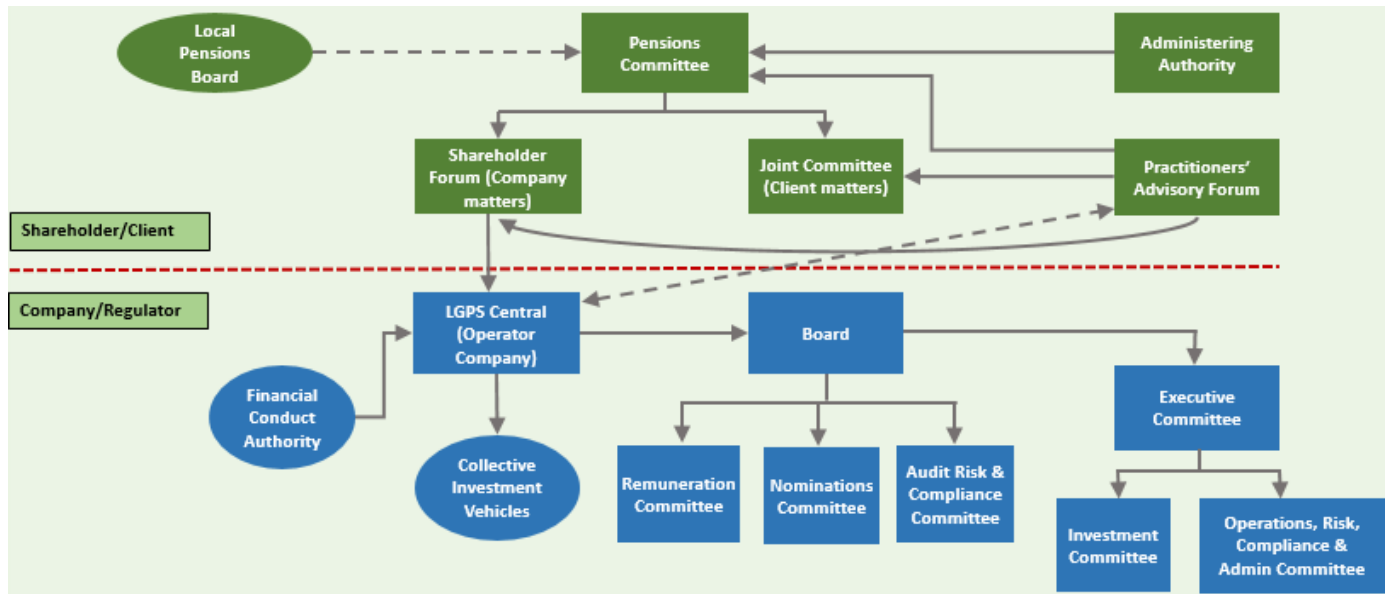 Local
Pensions
Board
Pensions
Committee
Administering
Authority
Shareholder
Forum (Company
matters)
Joint Committee
(Client matters)
Practitioners'
Advisory Forum
Shareholder/Client
Company/Regulator
LGPS Central
(Operator
Company)
Board
Financial
Conduct
Authority
Executive
Committee
Collective
Investment
Vehicles
Remuneration
Committee
Nominations
Committee
Audit Risk &
Compliance
Committee
Investment
Committee
Operations, Risk,
Compliance &
Admin Committee